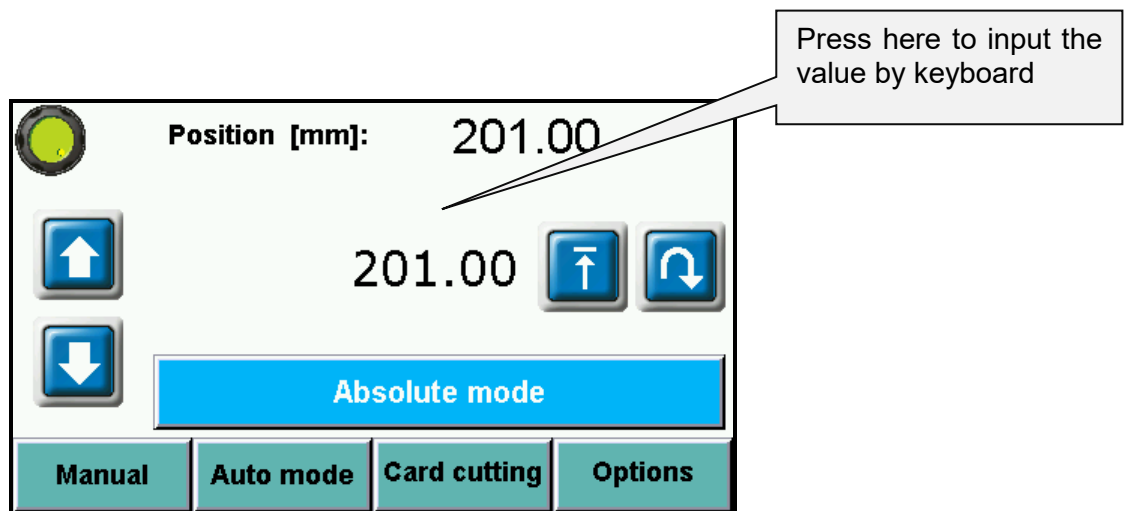 Press here to input the
value by keyboard
Position [mm]: 201.00
201.00
Absolute mode
Manual Auto mode Card cutting Options